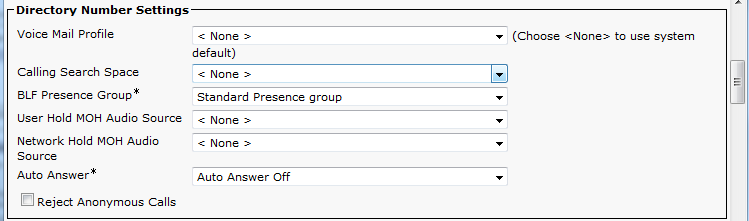 Directory Number Settings
Voice Mail Profile < None > (Choose <None> to use system
default)
Calling Search Space < None >
BLF Presence Group* Standard Presence group
User Hold MOH Audio Source < None >
Network Hold MOH Audio < None >
Source
Auto Answer* Auto Answer Off
Reject Anonymous Calls